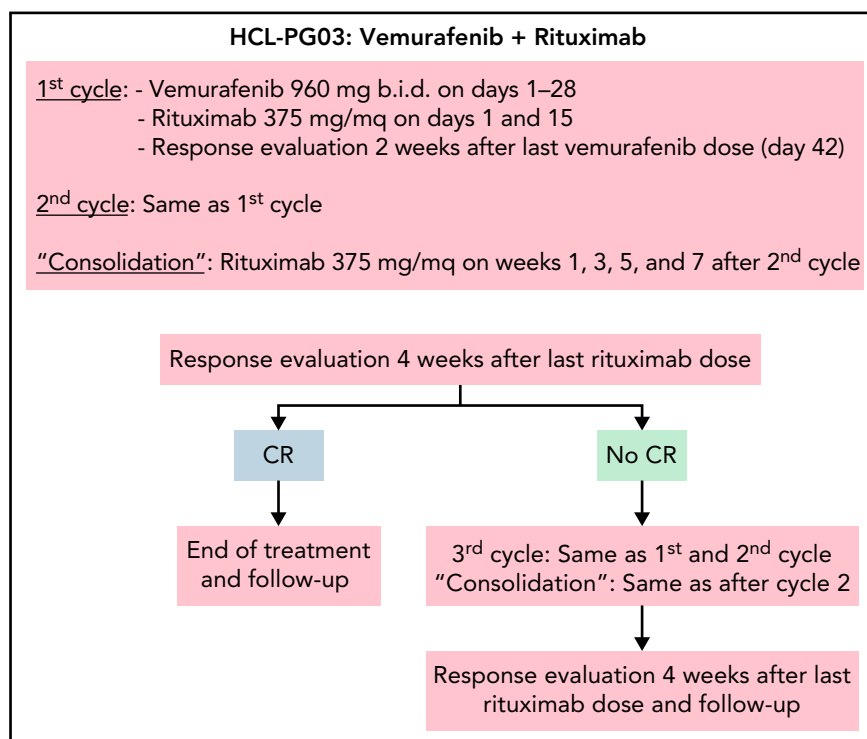 HCL-PG03: Vemurafenib + Rituximab
1st cycle: - Vemurafenib 960 mg b.i.d. on days 1–28
- Rituximab 375 mg/mq on days 1 and 15
- Response evaluation 2 weeks after last vemurafenib dose (day 42)
2nd cycle: Same as 1st cycle
“Consolidation”: Rituximab 375 mg/mq on weeks 1, 3, 5, and 7 after 2nd cycle
Response evaluation 4 weeks after last rituximab dose
CR
No CR
End of treatment
and follow-up
3rd cycle: Same as 1st and 2nd cycle
“Consolidation”: Same as after cycle 2
Response evaluation 4 weeks after last
rituximab dose and follow-up